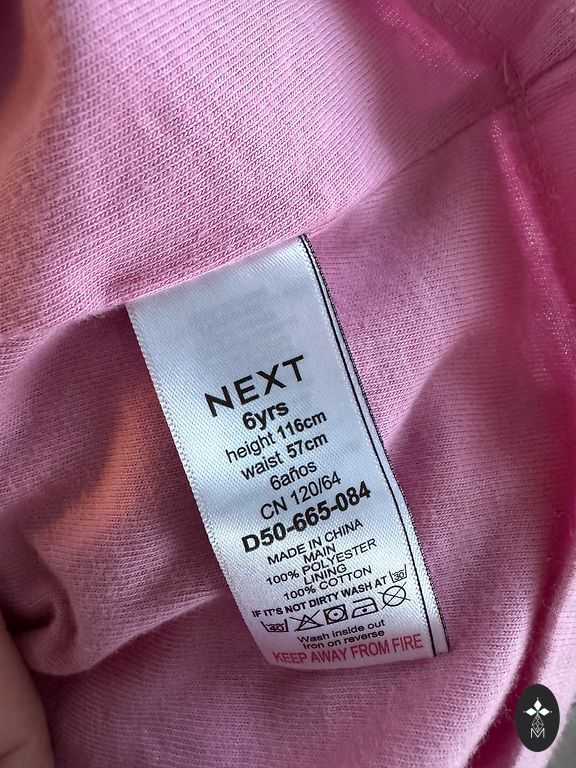 NEXT
6yrs
height 116cm
waist 57cm
6años
CN 120/64
D50-665-084
MADE IN CHINA
MAIN
100% POLYESTER
LINING
100% COTTON
IF IT'S NOT DIRTY WASH AT 30
40
Wash inside out
Iron on reverse
KEEP AWAY FROM FIRE
M